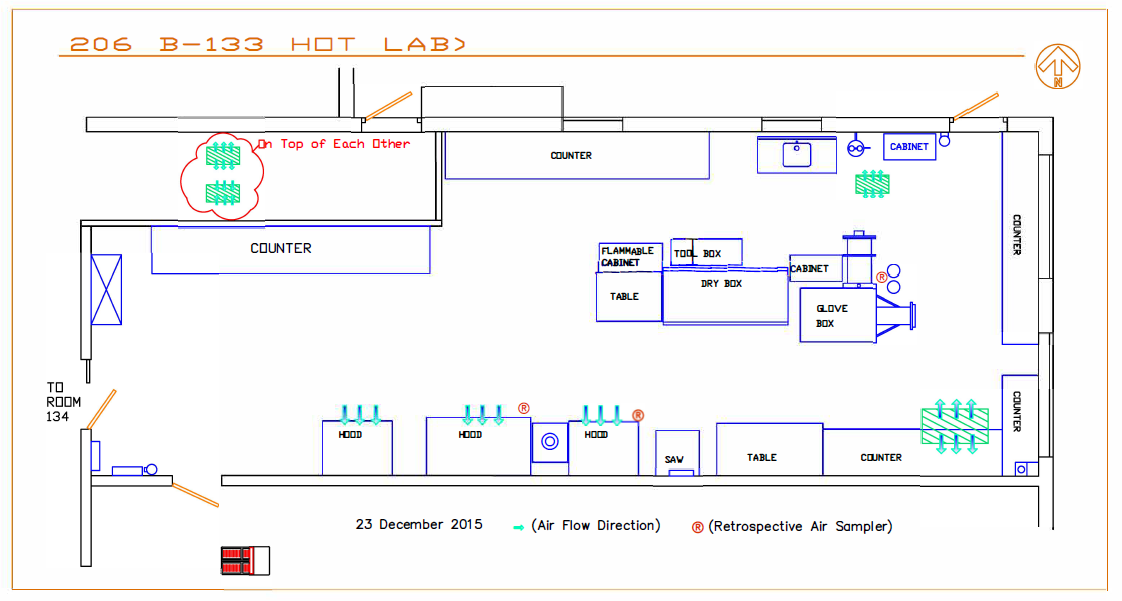 206 B-133 HOT LAB>
N
On Top of Each Other
COUNTER
CABINET
COUNTER
COUNTER
FLAMMABLE
CABINET
TOOL BOX
CABINET
DRY BOX
TABLE
GLOVE
BOX
R
TO
ROOM
134
HOOD
HOOD
R
HOOD
R
SAW
TABLE
COUNTER
COUNTER
23 December 2015
(Air Flow Direction)
R (Retrospective Air Sampler)